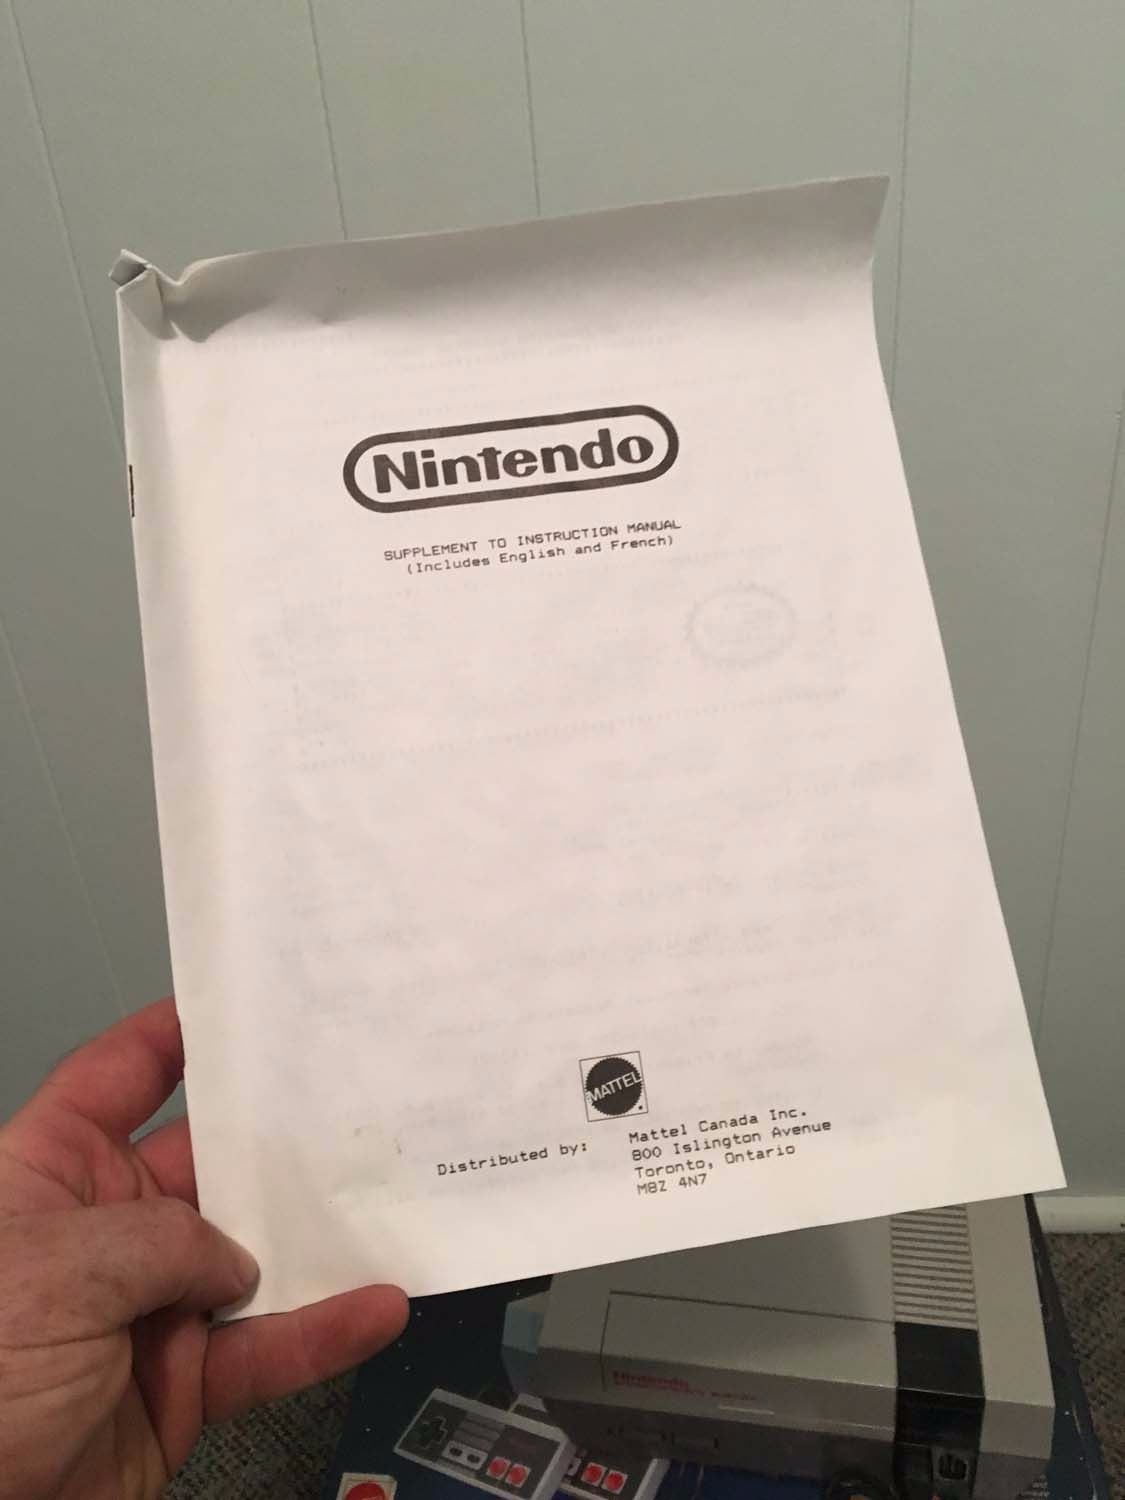 Nintendo
SUPPLEMENT TO INSTRUCTION MANUAL
(Includes English and French)
MATTEL
Distributed by:
Mattel Canada Inc.
800 Islington Avenue
Toronto, Ontario
M8Z 4N7
Nintendo